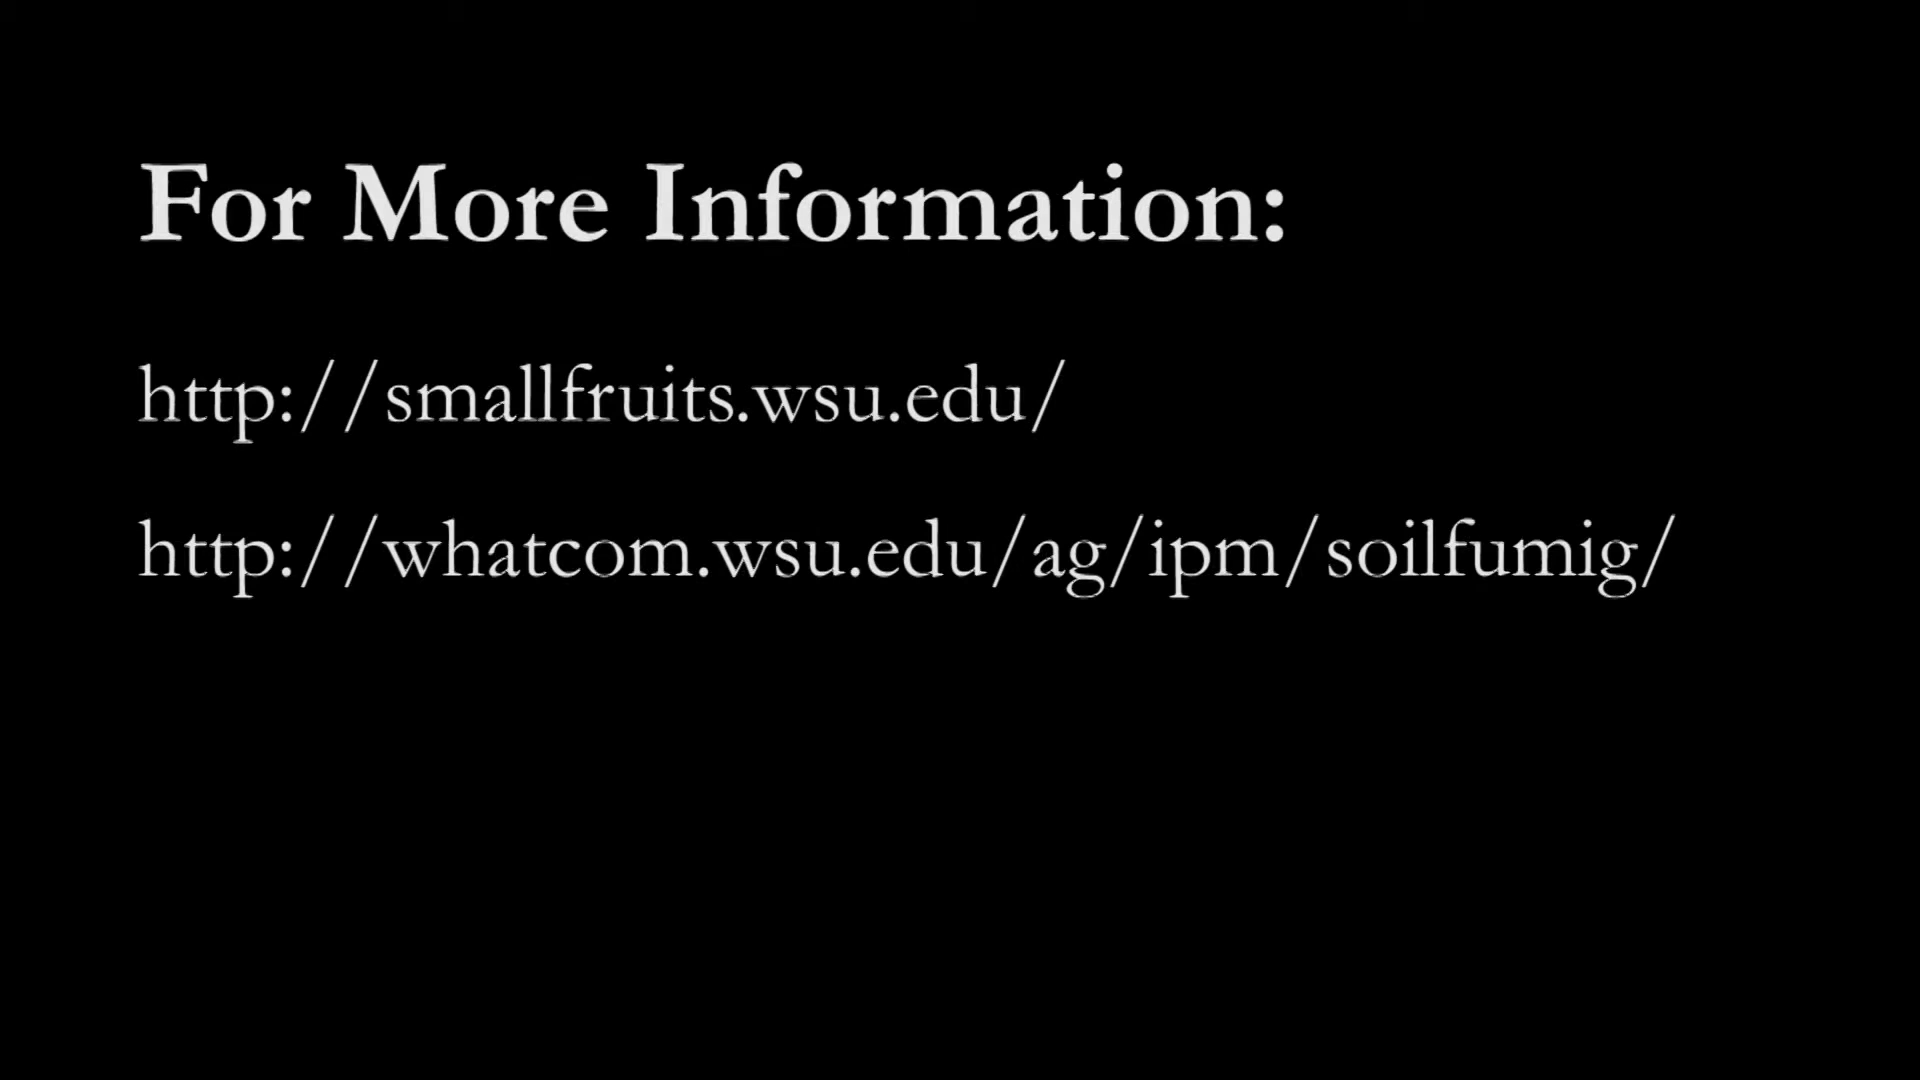 For More Information:
http://smallfruits.wsu.edu/
http://whatcom.wsu.edu/ag/ipm/soilfumig/